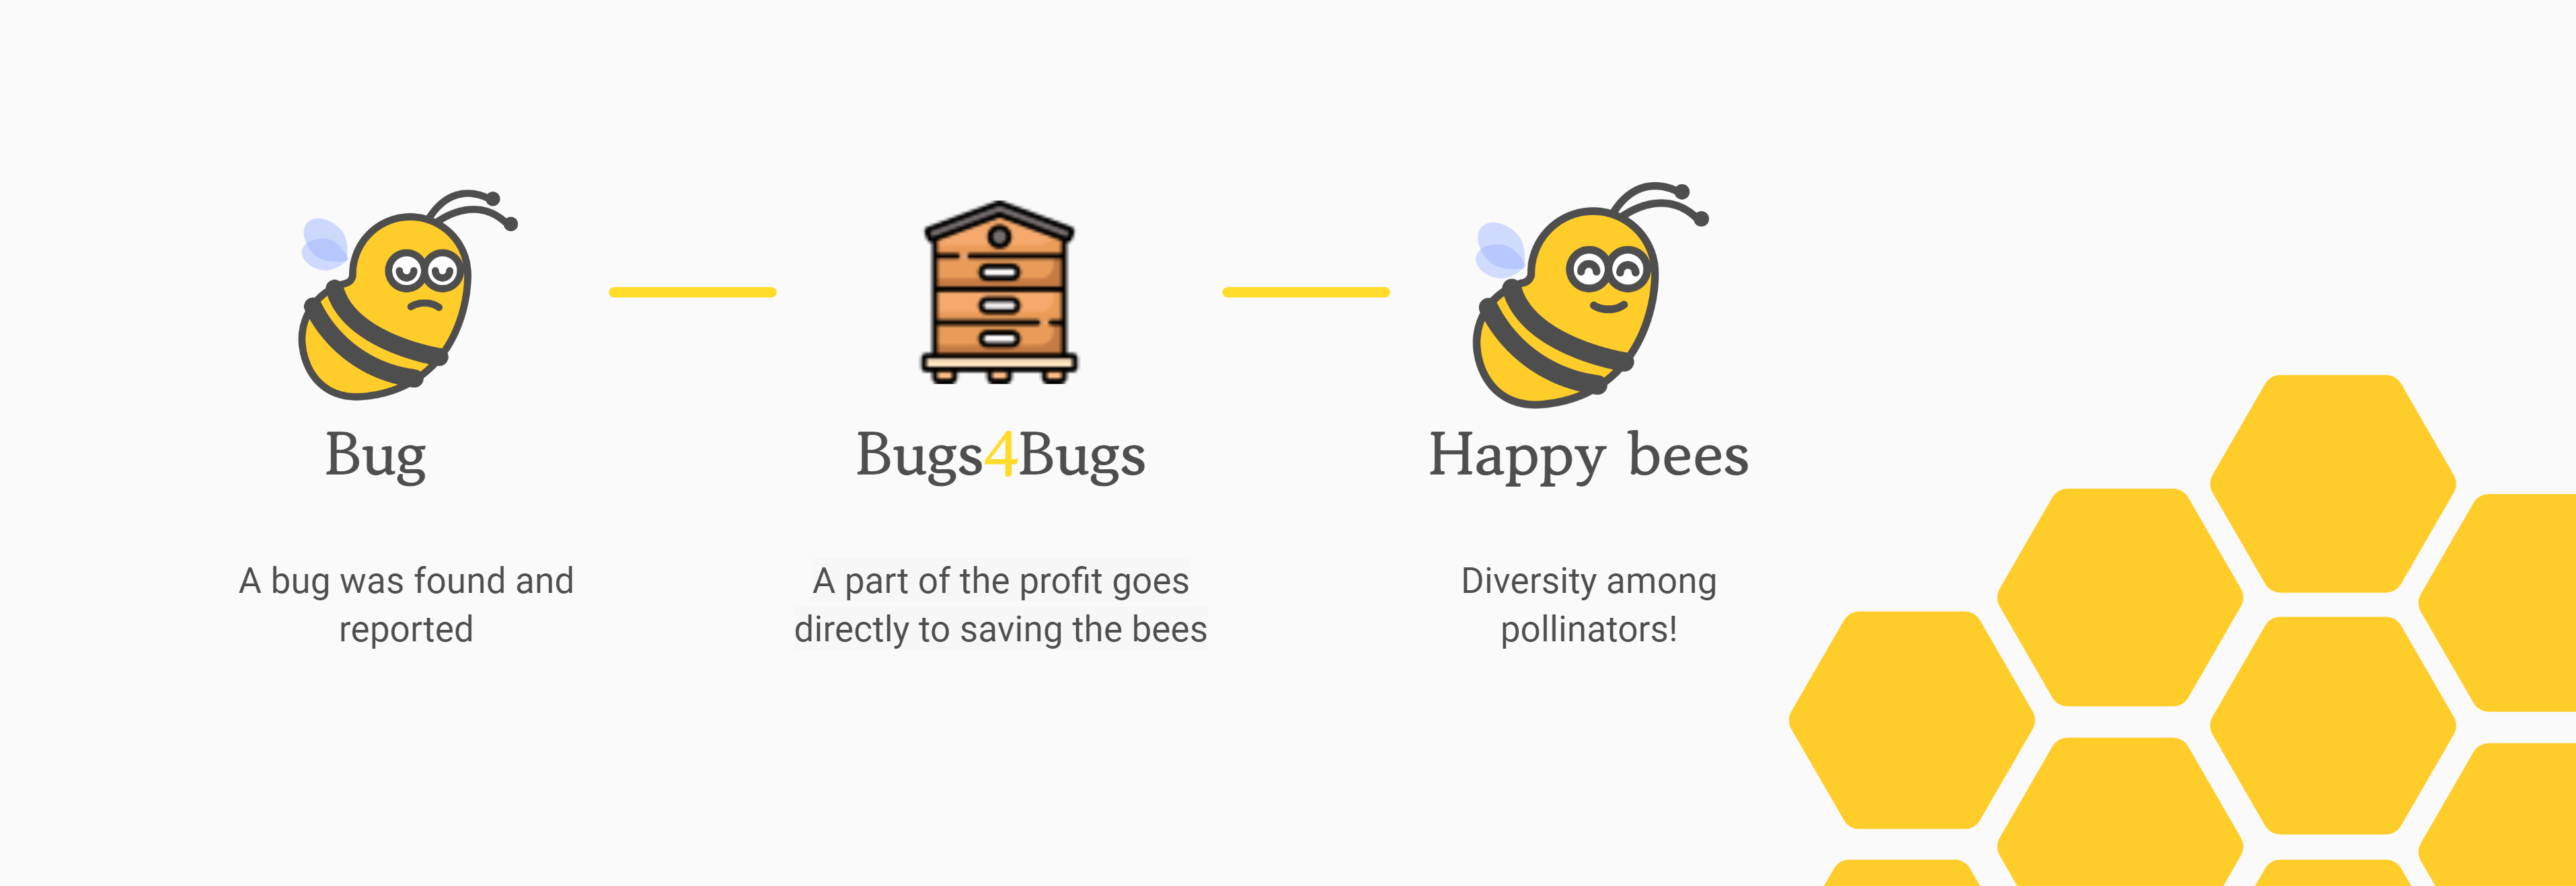 Bug
A bug was found and
reported
Bugs4Bugs
A part of the profit goes
directly to saving the bees
Happy bees
Diversity among
pollinators!